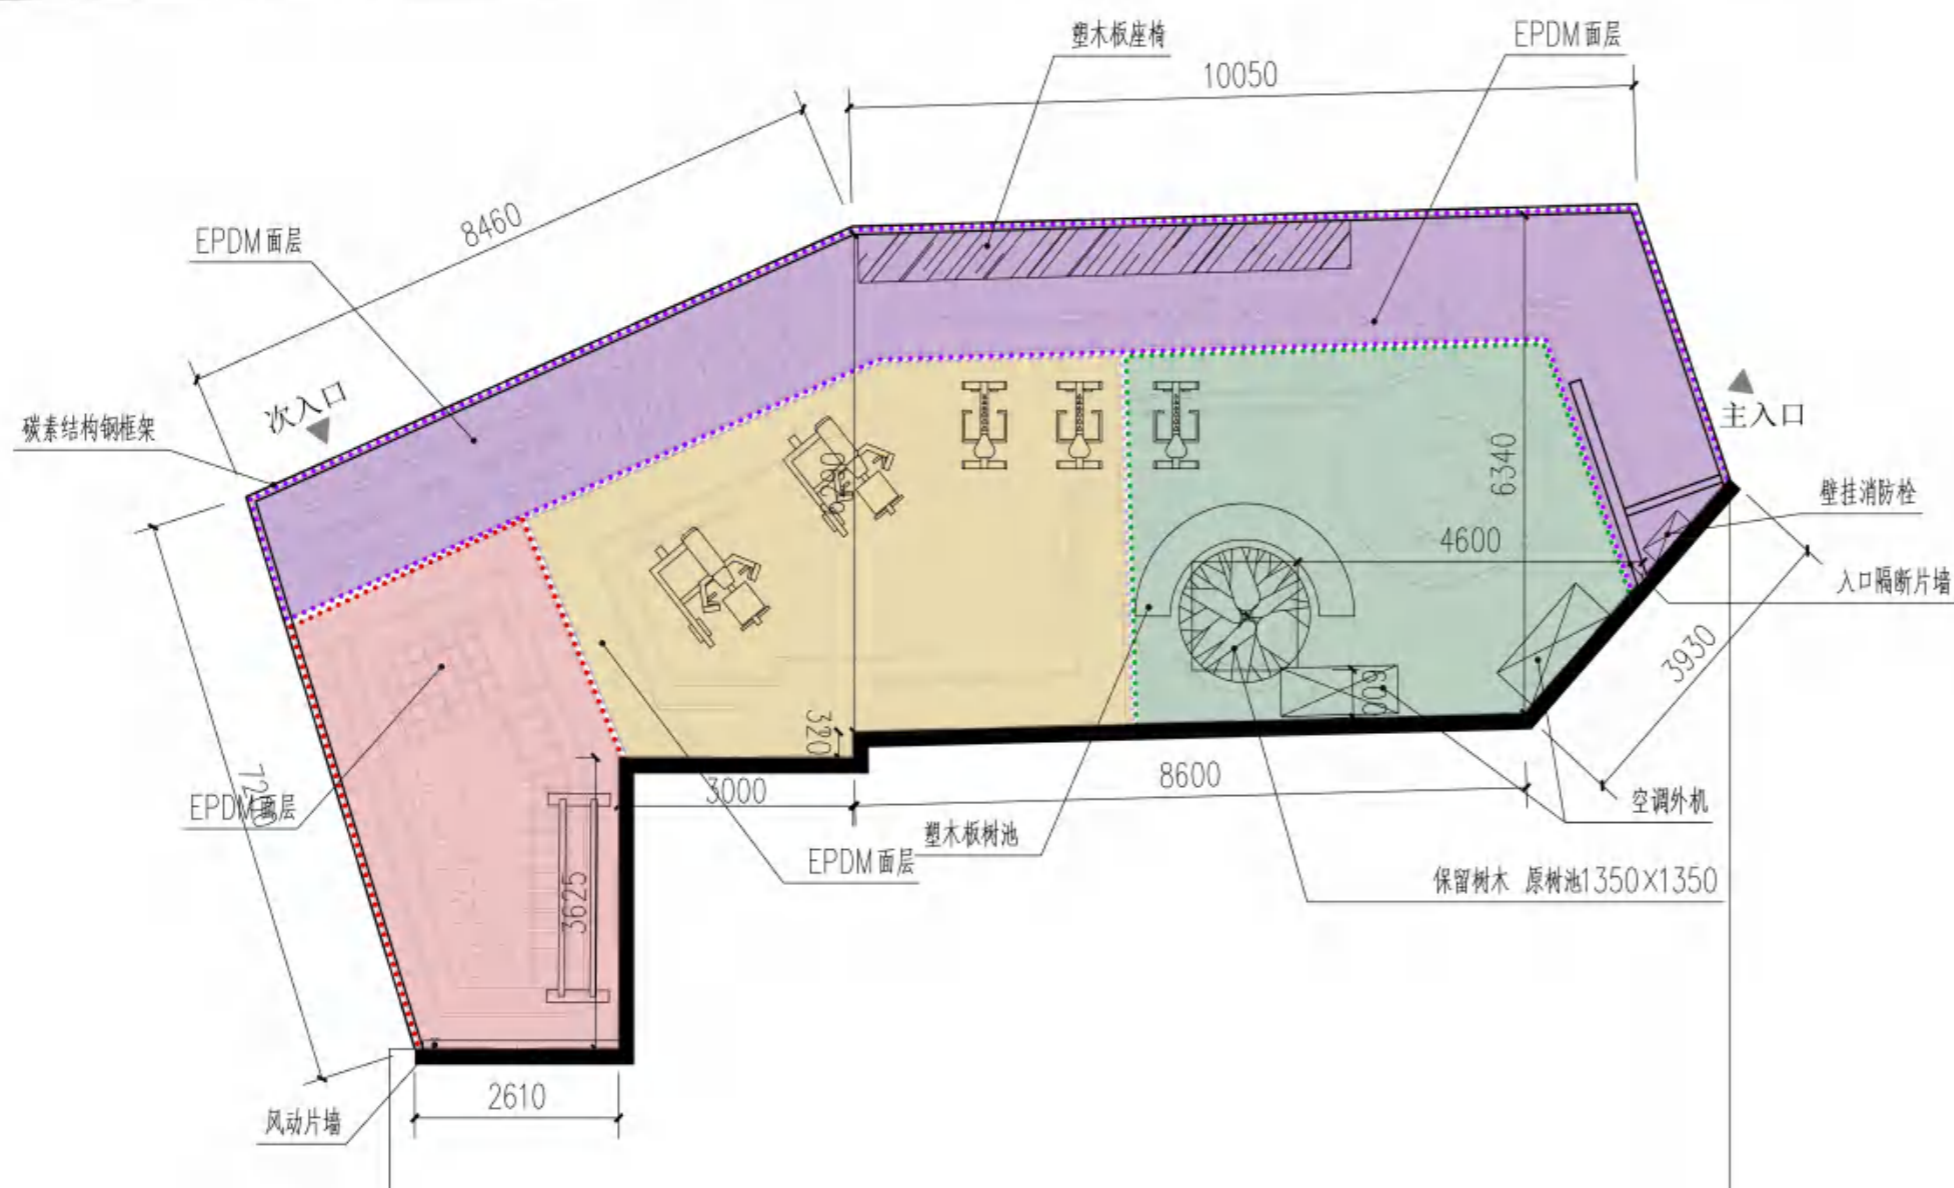 塑木板座椅
EPDM面层
10050
8460
EPDM面层
次入口
碳素结构钢框架
主入口
6340
壁挂消防栓
4600
入口隔断片墙
3930
600
320
3000
8600
空调外机
EPDM面层
塑木板树池
EPDM面层
保留树木 原树池1350X1350
3625
2610
风动片墙